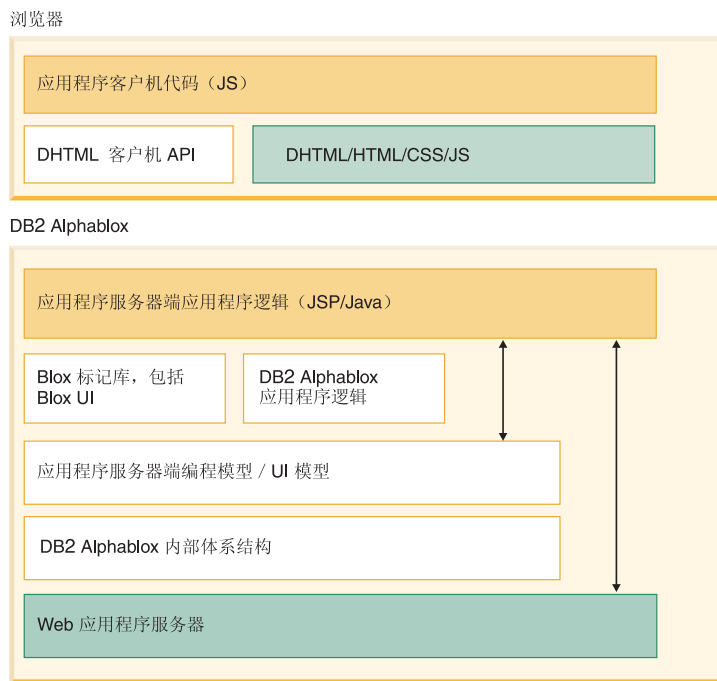 浏览器
应用程序客户机代码（JS）
DHTML 客户机 API
DHTML/HTML/CSS/JS
DB2 Alphablox
应用程序服务器端应用程序逻辑（JSP/Java）
Blox 标记库，包括
Blox UI
DB2 Alphablox
应用程序逻辑
应用程序服务器端编程模型 / UI 模型
DB2 Alphablox 内部体系结构
Web 应用程序服务器